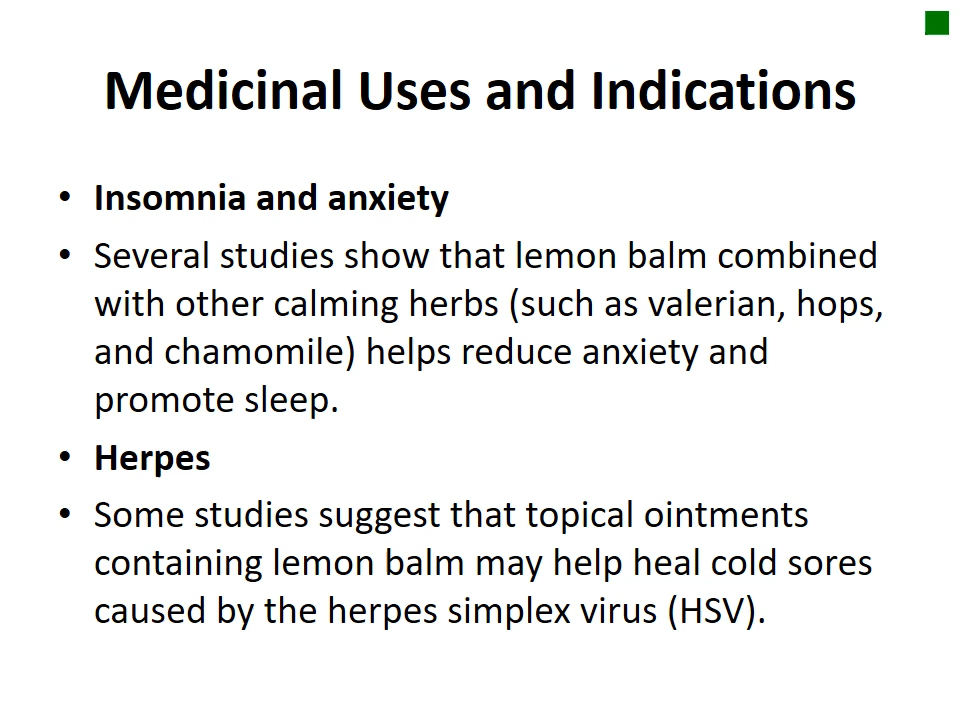 Medicinal Uses and Indications
• Insomnia and anxiety
• Several studies show that lemon balm combined
with other calming herbs (such as valerian, hops,
and chamomile) helps reduce anxiety and
promote sleep.
• Herpes
• Some studies suggest that topical ointments
containing lemon balm may help heal cold sores
caused by the herpes simplex virus (HSV).